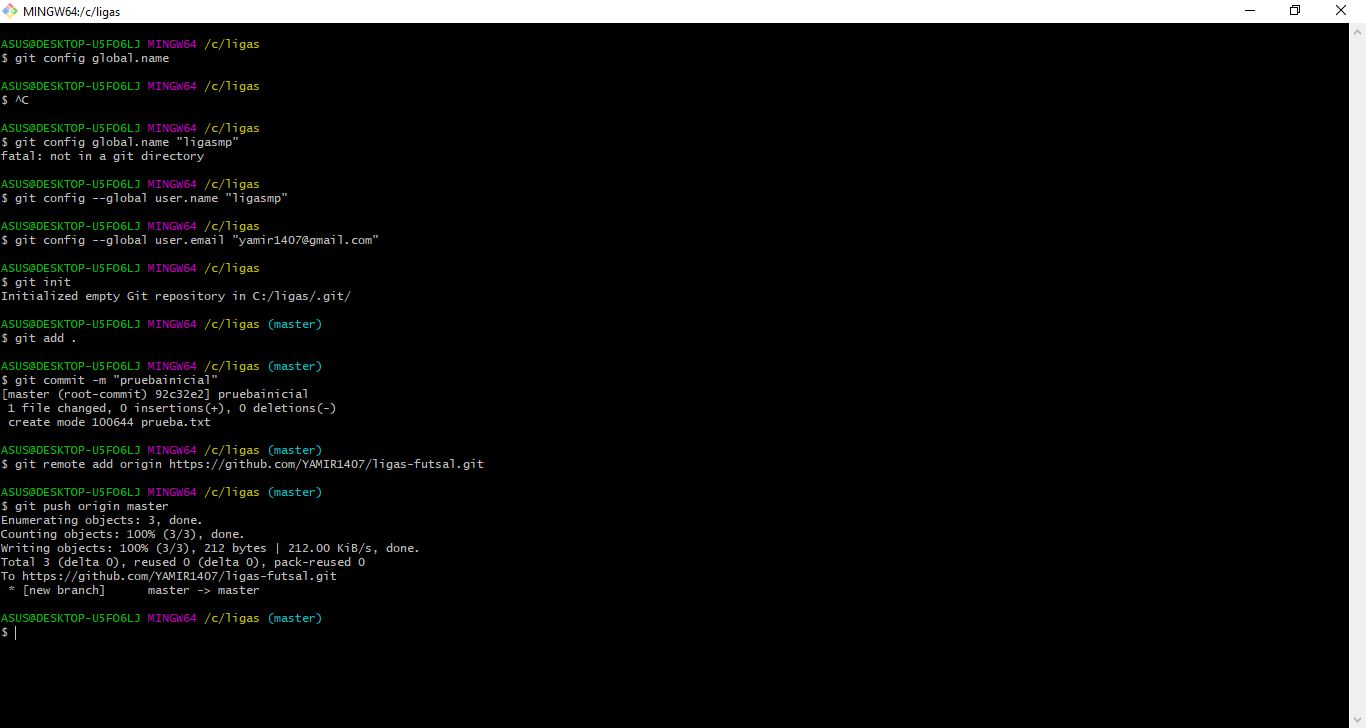 MINGW64:/c/ligas
ASUS@DESKTOP-U5FO6LJ MINGW64 /c/ligas
$ git config global.name
ASUS@DESKTOP-U5FO6LJ MINGW64 /c/ligas
$ ^C
ASUS@DESKTOP-U5FO6LJ MINGW64 /c/ligas
$ git config global.name "ligasmp"
fatal: not in a git directory
ASUS@DESKTOP-U5FO6LJ MINGW64 /c/ligas
$ git config --global user.name "ligasmp"
ASUS@DESKTOP-U5FO6LJ MINGW64 /c/ligas
$ git config --global user.email "yamir1407@gmail.com"
ASUS@DESKTOP-U5FO6LJ MINGW64 /c/ligas
$ git init
Initialized empty Git repository in C:/ligas/.git/
ASUS@DESKTOP-U5FO6LJ MINGW64 /c/ligas (master)
$ git add .
ASUS@DESKTOP-U5FO6LJ MINGW64 /c/ligas (master)
$ git commit -m "pruebainicial"
[master (root-commit) 92c32e2] pruebainicial
1 file changed, 0 insertions(+), 0 deletions(-)
create mode 100644 prueba.txt
ASUS@DESKTOP-U5FO6LJ MINGW64 /c/ligas (master)
$ git remote add origin https://github.com/YAMIR1407/ligas-futsal.git
ASUS@DESKTOP-U5FO6LJ MINGW64 /c/ligas (master)
$ git push origin master
Enumerating objects: 3, done.
Counting objects: 100% (3/3), done.
Writing objects: 100% (3/3), 212 bytes | 212.00 KiB/s, done.
Total 3 (delta 0), reused 0 (delta 0), pack-reused 0
To https://github.com/YAMIR1407/ligas-futsal.git
* [new branch]      master -> master
ASUS@DESKTOP-U5FO6LJ MINGW64 /c/ligas (master)
$